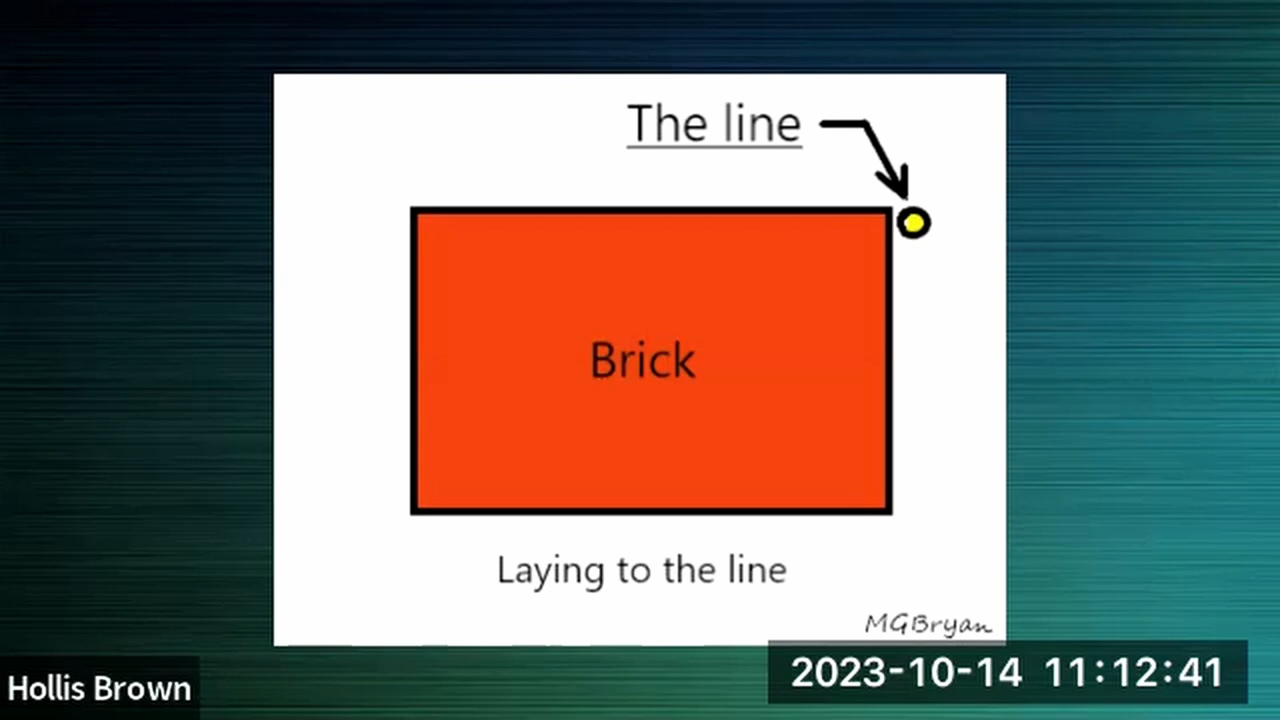 The line
Brick
Laying to the line
MGBryan
Hollis Brown
2023-10-14 11:12:41